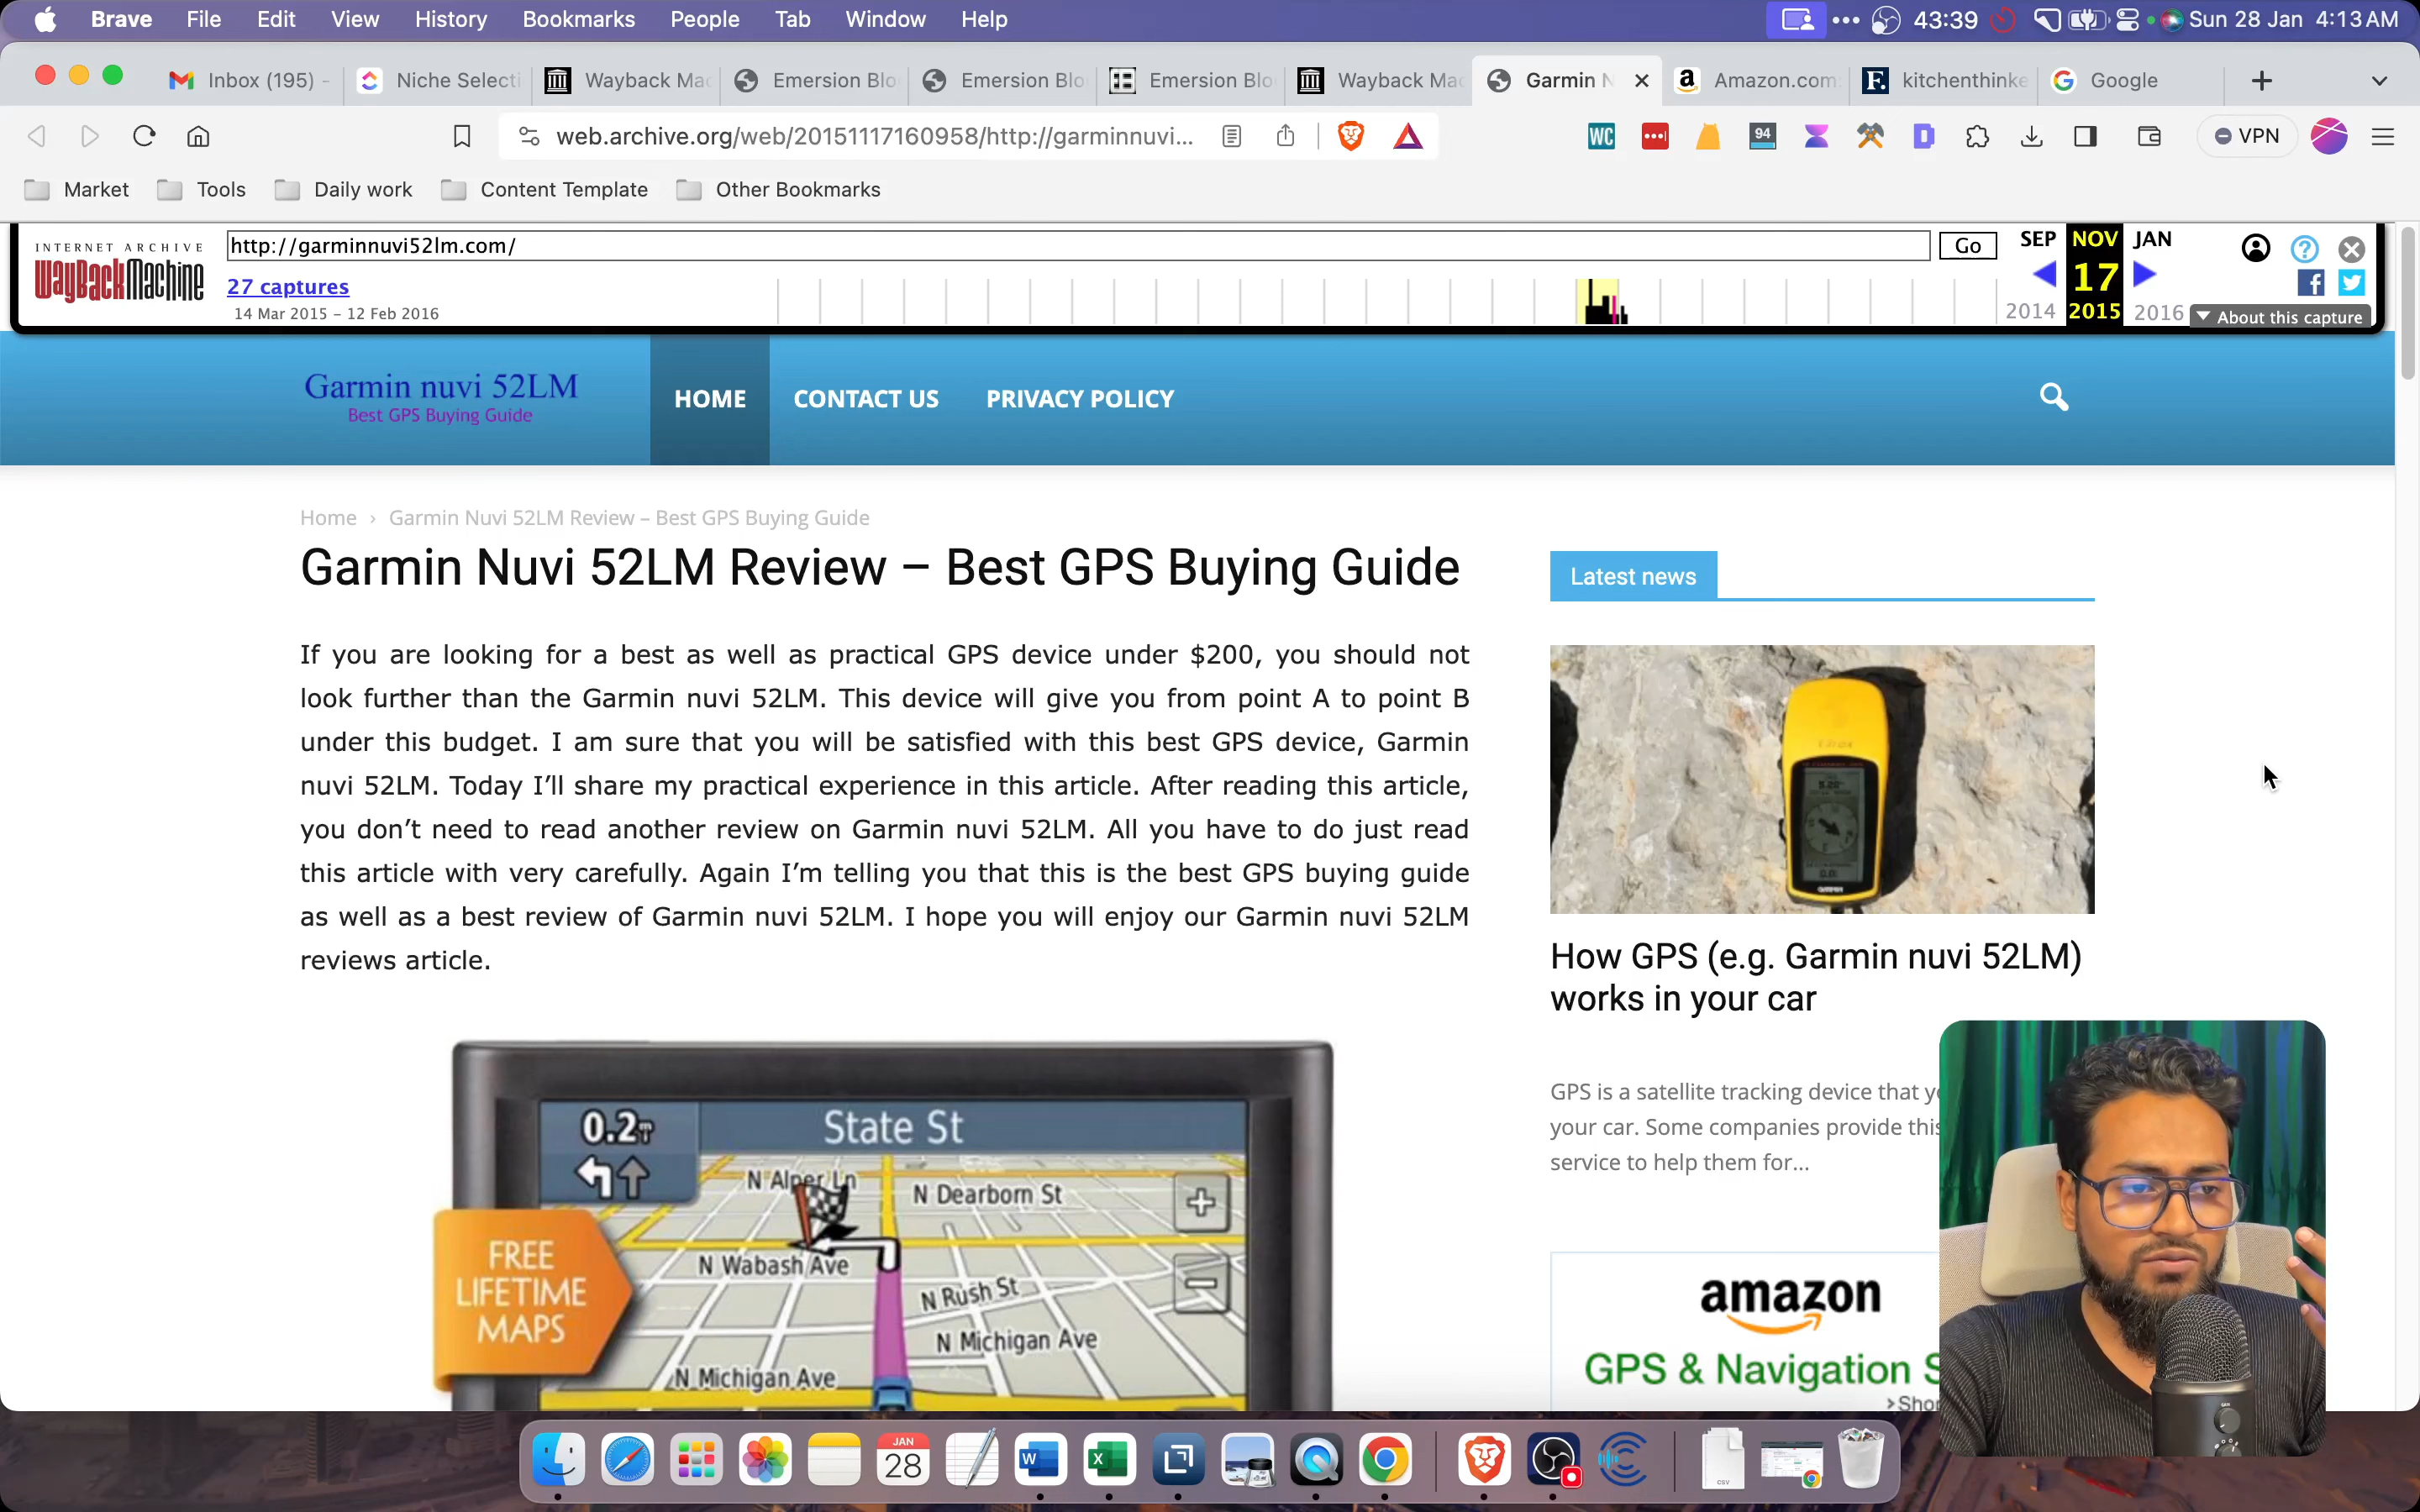 Brave File Edit View History Bookmarks People Tab Window Help 43:39 Sun 28 Jan 4:13 AM
Inbox (195) - Niche Selecti Wayback Mac Emersion Blo Emersion Blo Emersion Blo Wayback Mac Garmin N Amazon.com: kitchenthinke Google
web.archive.org/web/20151117160958/http://garminnuvi... WC 94 VPN
Market Tools Daily work Content Template Other Bookmarks
INTERNET ARCHIVE
WayBackMachine
http://garminnuvi52lm.com/
Go
27 captures
14 Mar 2015 – 12 Feb 2016
SEP NOV JAN
17
2014 2015 2016
About this capture
Garmin nuvi 52LM
Best GPS Buying Guide
HOME CONTACT US PRIVACY POLICY
Home › Garmin Nuvi 52LM Review – Best GPS Buying Guide
Garmin Nuvi 52LM Review – Best GPS Buying Guide
If you are looking for a best as well as practical GPS device under $200, you should not
look further than the Garmin nuvi 52LM. This device will give you from point A to point B
under this budget. I am sure that you will be satisfied with this best GPS device, Garmin
nuvi 52LM. Today I'll share my practical experience in this article. After reading this article,
you don't need to read another review on Garmin nuvi 52LM. All you have to do just read
this article with very carefully. Again I'm telling you that this is the best GPS buying guide
as well as a best review of Garmin nuvi 52LM. I hope you will enjoy our Garmin nuvi 52LM
reviews article.
0.2
State St
N Alper Ln
N Dearborn St
N Wabash Ave
N Rush St
N Michigan Ave
N Michigan Ave
FREE
LIFETIME
MAPS
Latest news
GARMIN
How GPS (e.g. Garmin nuvi 52LM)
works in your car
GPS is a satellite tracking device that
your car. Some companies provide this
service to help them for...
amazon
GPS & Navigation S
JAN
28